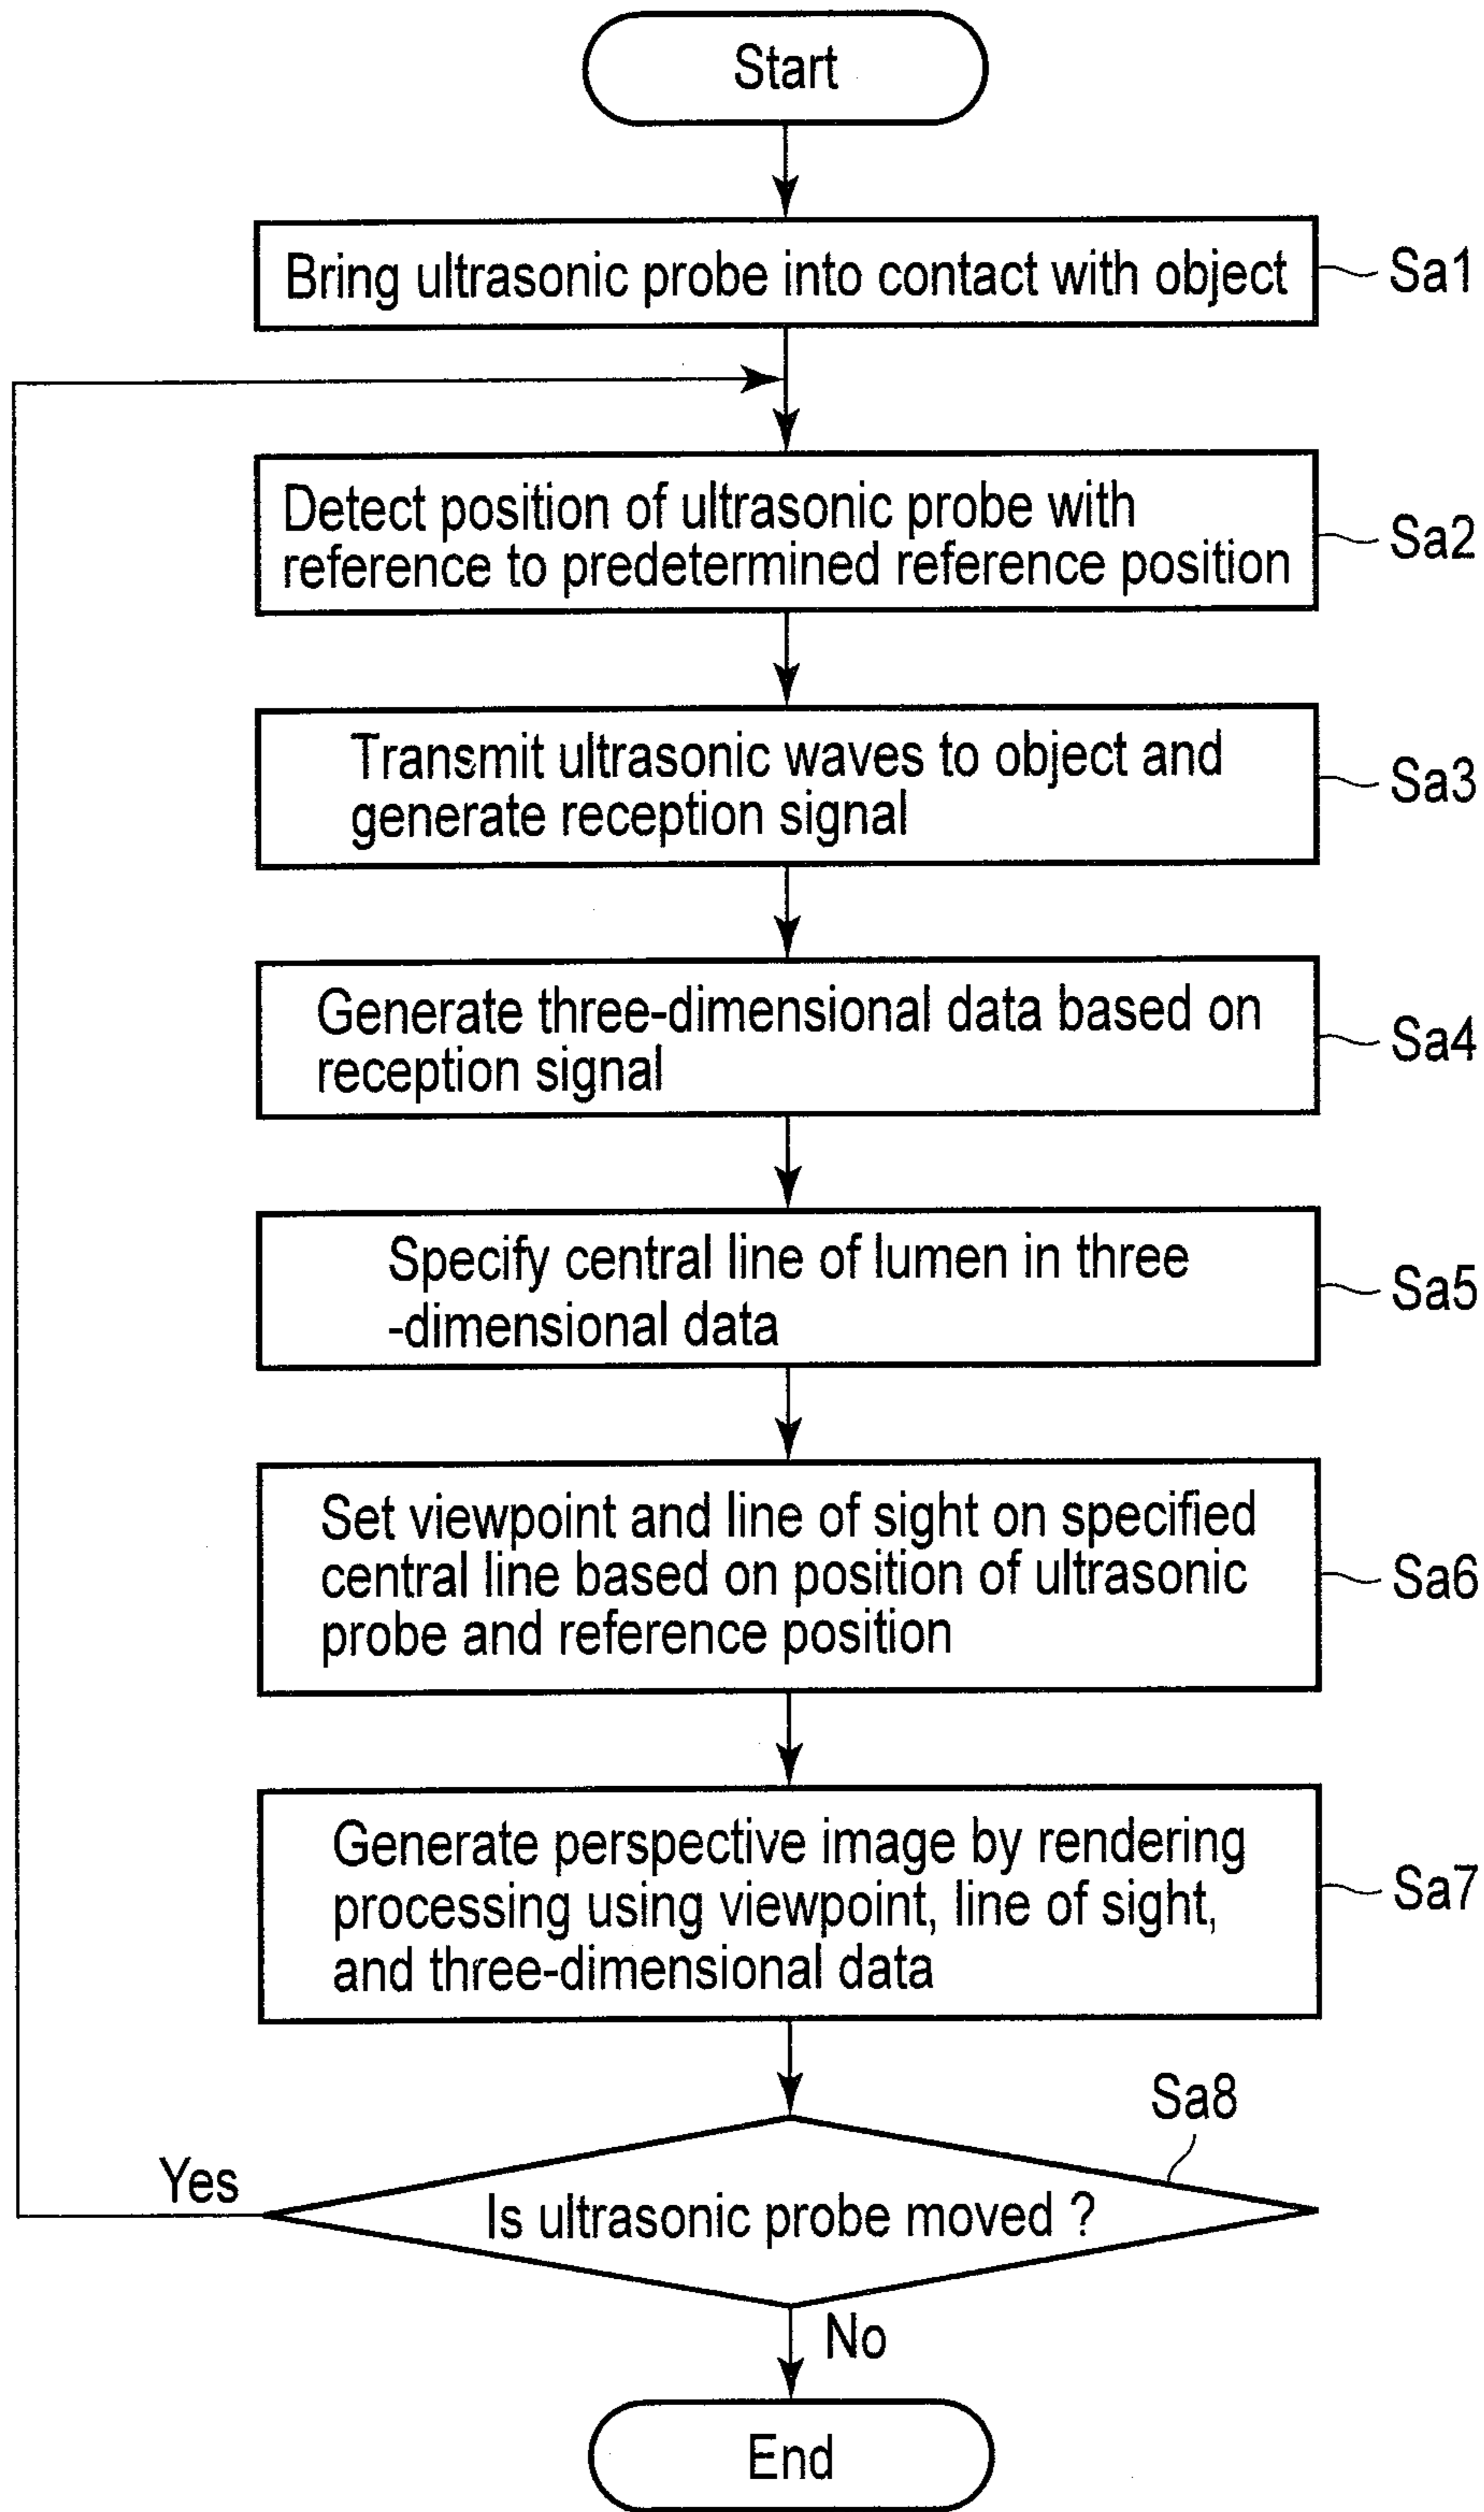 Start
Bring ultrasonic probe into contact with object
Sa1
Detect position of ultrasonic probe with
reference to predetermined reference position
Sa2
Transmit ultrasonic waves to object and
generate reception signal
Sa3
Generate three-dimensional data based on
reception signal
Sa4
Specify central line of lumen in three
-dimensional data
Sa5
Set viewpoint and line of sight on specified
central line based on position of ultrasonic
probe and reference position
Sa6
Generate perspective image by rendering
processing using viewpoint, line of sight,
and three-dimensional data
Sa7
Sa8
Yes
Is ultrasonic probe moved ?
No
End